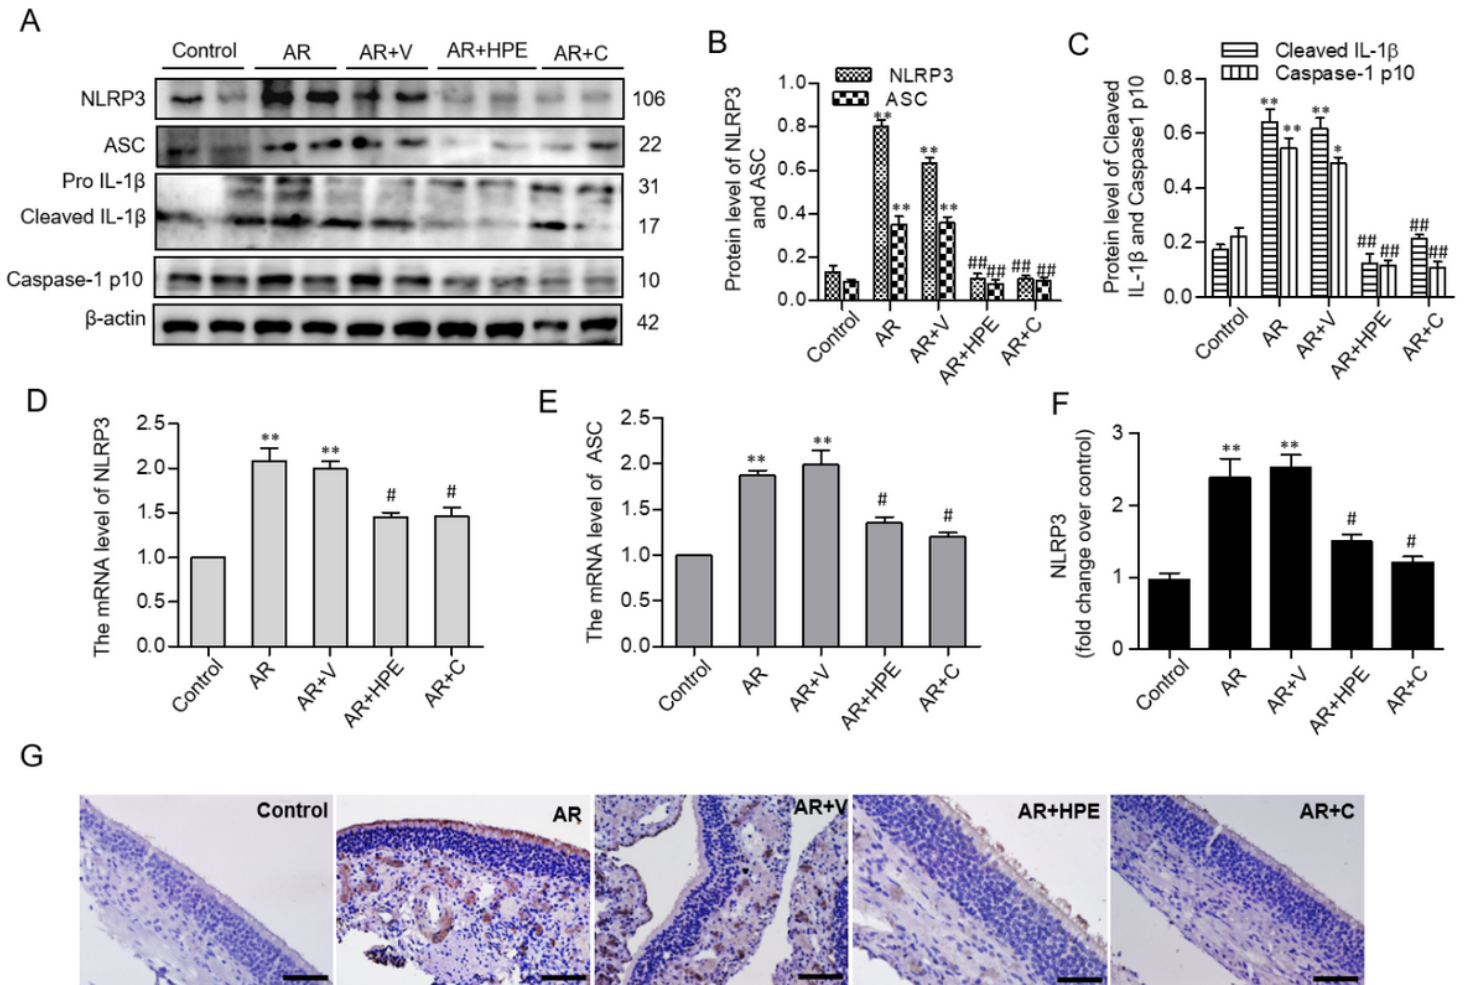 A
Control AR AR+V AR+HPE AR+C
NLRP3 106
ASC 22
Pro IL-1β 31
Cleaved IL-1β 17
Caspase-1 p10 10
β-actin 42
B
NLRP3
ASC
Protein level of NLRP3
and ASC
1.0
0.8
0.6
0.4
0.2
0.0
** ** ** ** ## ## ## ##
Control AR AR+V AR+HPE AR+C
C
Cleaved IL-1β
Caspase-1 p10
Protein level of Cleaved
IL-1β and Caspase1 p10
0.8
0.6
0.4
0.2
0.0
** ** ** * ## ## ## ##
Control AR AR+V AR+HPE AR+C
D
The mRNA level of NLRP3
2.5
2.0
1.5
1.0
0.5
0.0
** ** # #
Control AR AR+V AR+HPE AR+C
E
The mRNA level of ASC
2.5
2.0
1.5
1.0
0.5
0.0
** ** # #
Control AR AR+V AR+HPE AR+C
F
NLRP3
(fold change over control)
3
2
1
0
** ** # #
Control AR AR+V AR+HPE AR+C
G
Control AR AR+V AR+HPE AR+C